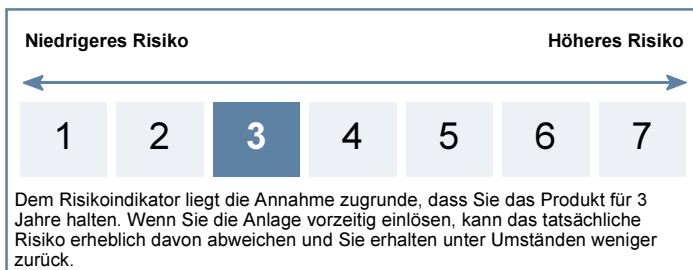 Niedrigeres Risiko Höheres Risiko
1 2 3 4 5 6 7
Dem Risikoindikator liegt die Annahme zugrunde, dass Sie das Produkt für 3
Jahre halten. Wenn Sie die Anlage vorzeitig einlösen, kann das tatsächliche
Risiko erheblich davon abweichen und Sie erhalten unter Umständen weniger
zurück.